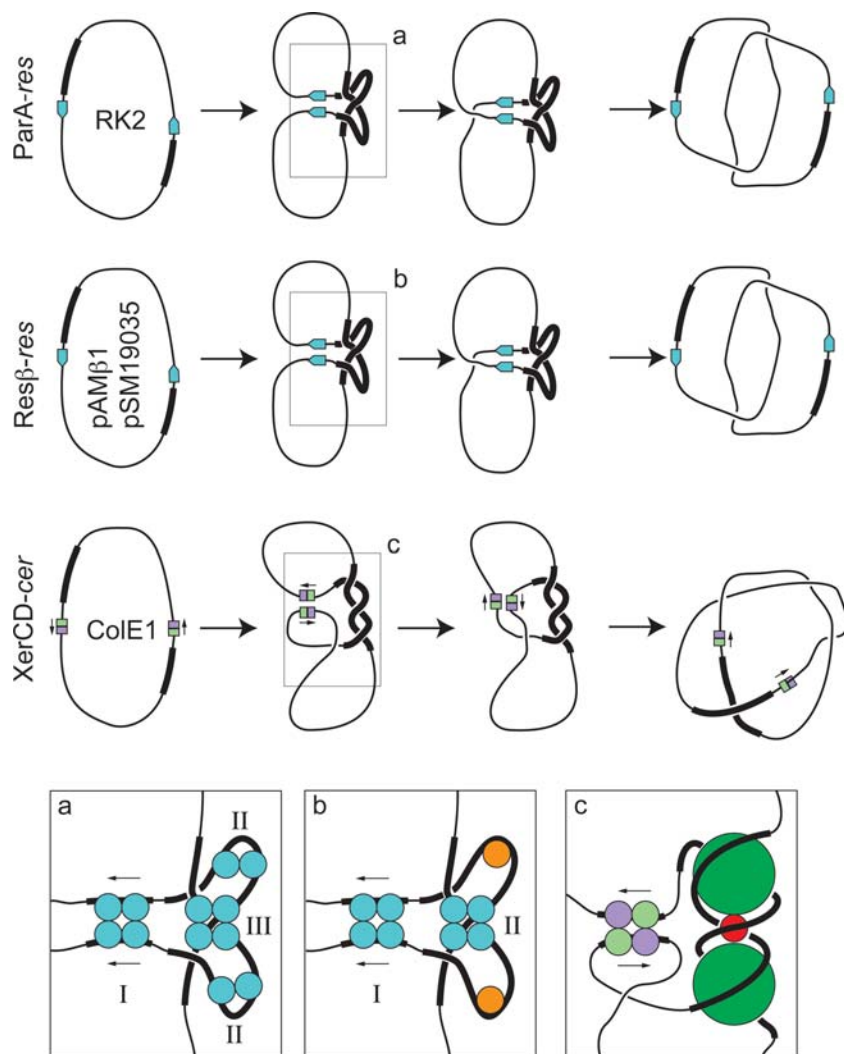 ParA-res
RK2
a
Resβ-res
pAMβ1
pSM19035
b
XerCD-cer
ColE1
c
a
II
III
I
II
b
II
I
c